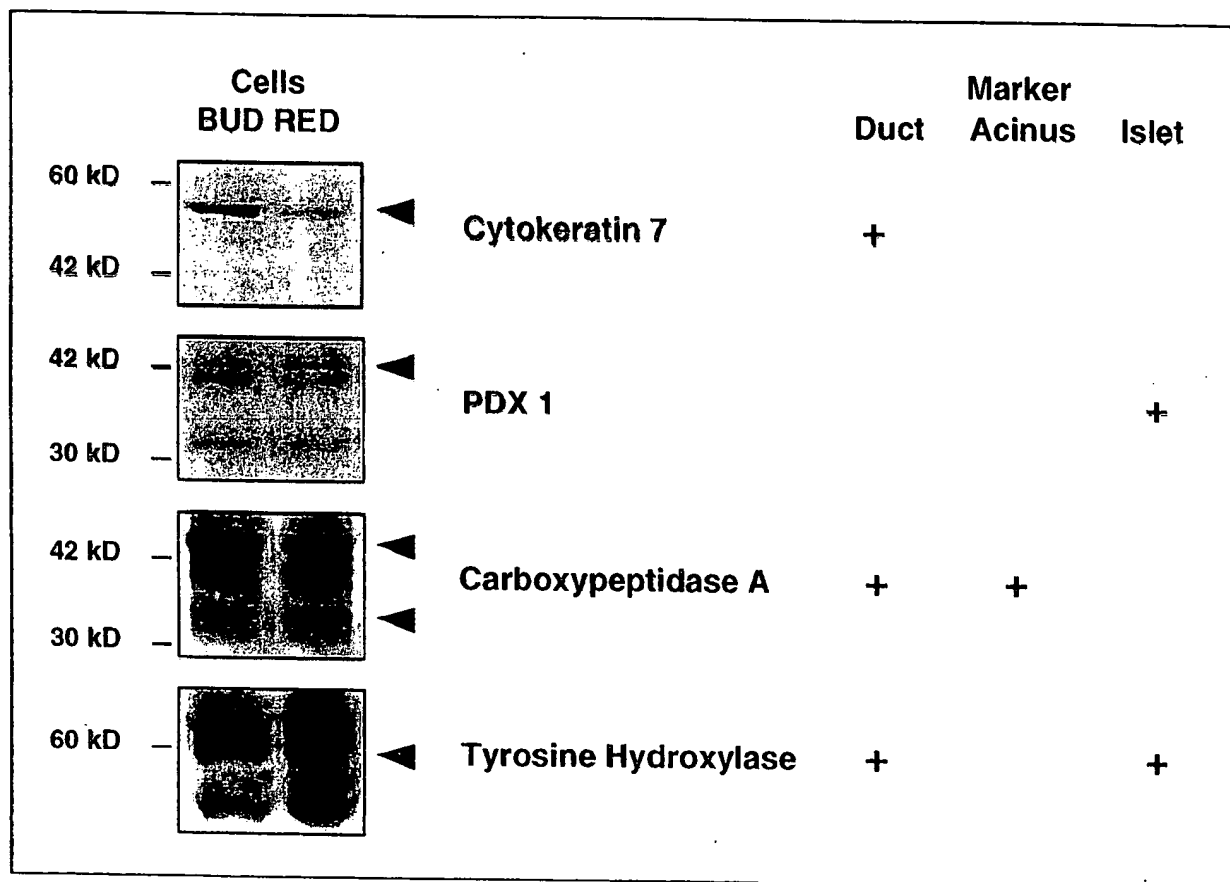 Cells
BUD RED
Marker
Duct Acinus Islet
60 kD
42 kD
Cytokeratin 7 +
42 kD
30 kD
PDX 1 +
42 kD
30 kD
Carboxypeptidase A + +
60 kD
Tyrosine Hydroxylase + +